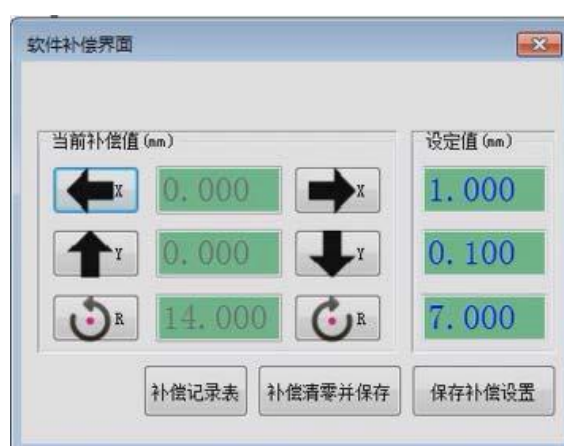 软件补偿界面
当前补偿值(mm)
设定值(mm)
X 0.000 X 1.000
Y 0.000 Y 0.100
R 14.000 R 7.000
补偿记录表 补偿清零并保存 保存补偿设置